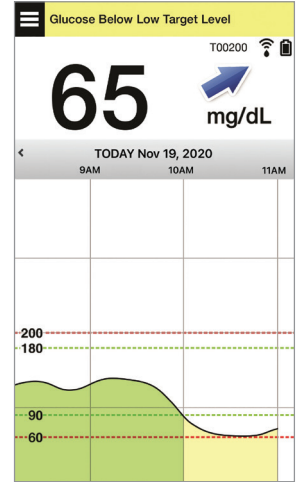 Glucose Below Low Target Level
T00200
65
mg/dL
TODAY Nov 19, 2020
9AM 10AM 11AM
200
180
90
60